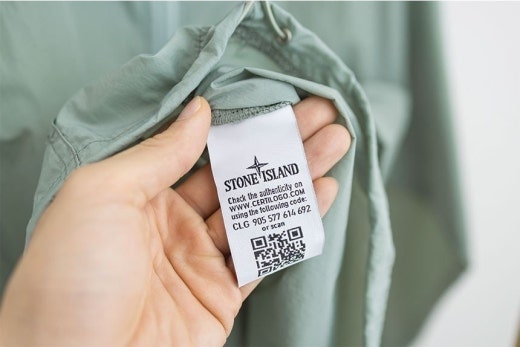 STONE ISLAND
Check the authenticity on
WWW.CERTILOGO.COM
using the following code:
CLG 905 577 614 692
or scan